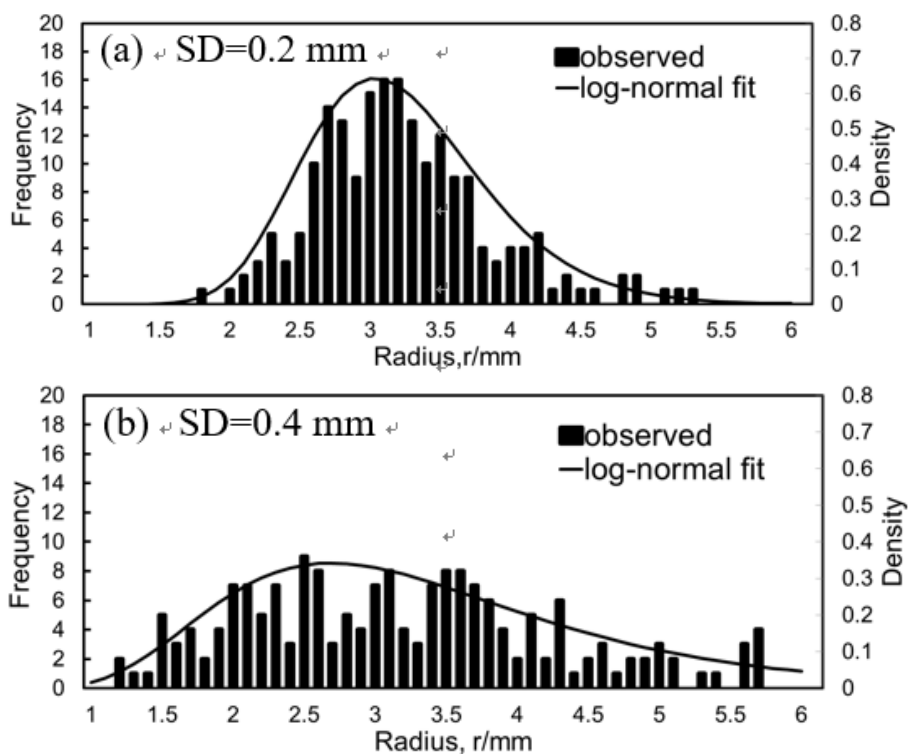 (a) ↵ SD=0.2 mm ↵ ↵
observed
log-normal fit
Frequency
Density
20
18
16
14
12
10
8
6
4
2
0
0.8
0.7
0.6
0.5
0.4
0.3
0.2
0.1
0
1 1.5 2 2.5 3 3.5 4 4.5 5 5.5 6
Radius,r/mm
(b) ↵ SD=0.4 mm ↵
observed
log-normal fit
Frequency
Density
20
18
16
14
12
10
8
6
4
2
0
0.8
0.7
0.6
0.5
0.4
0.3
0.2
0.1
0
1 1.5 2 2.5 3 3.5 4 4.5 5 5.5 6
Radius, r/mm